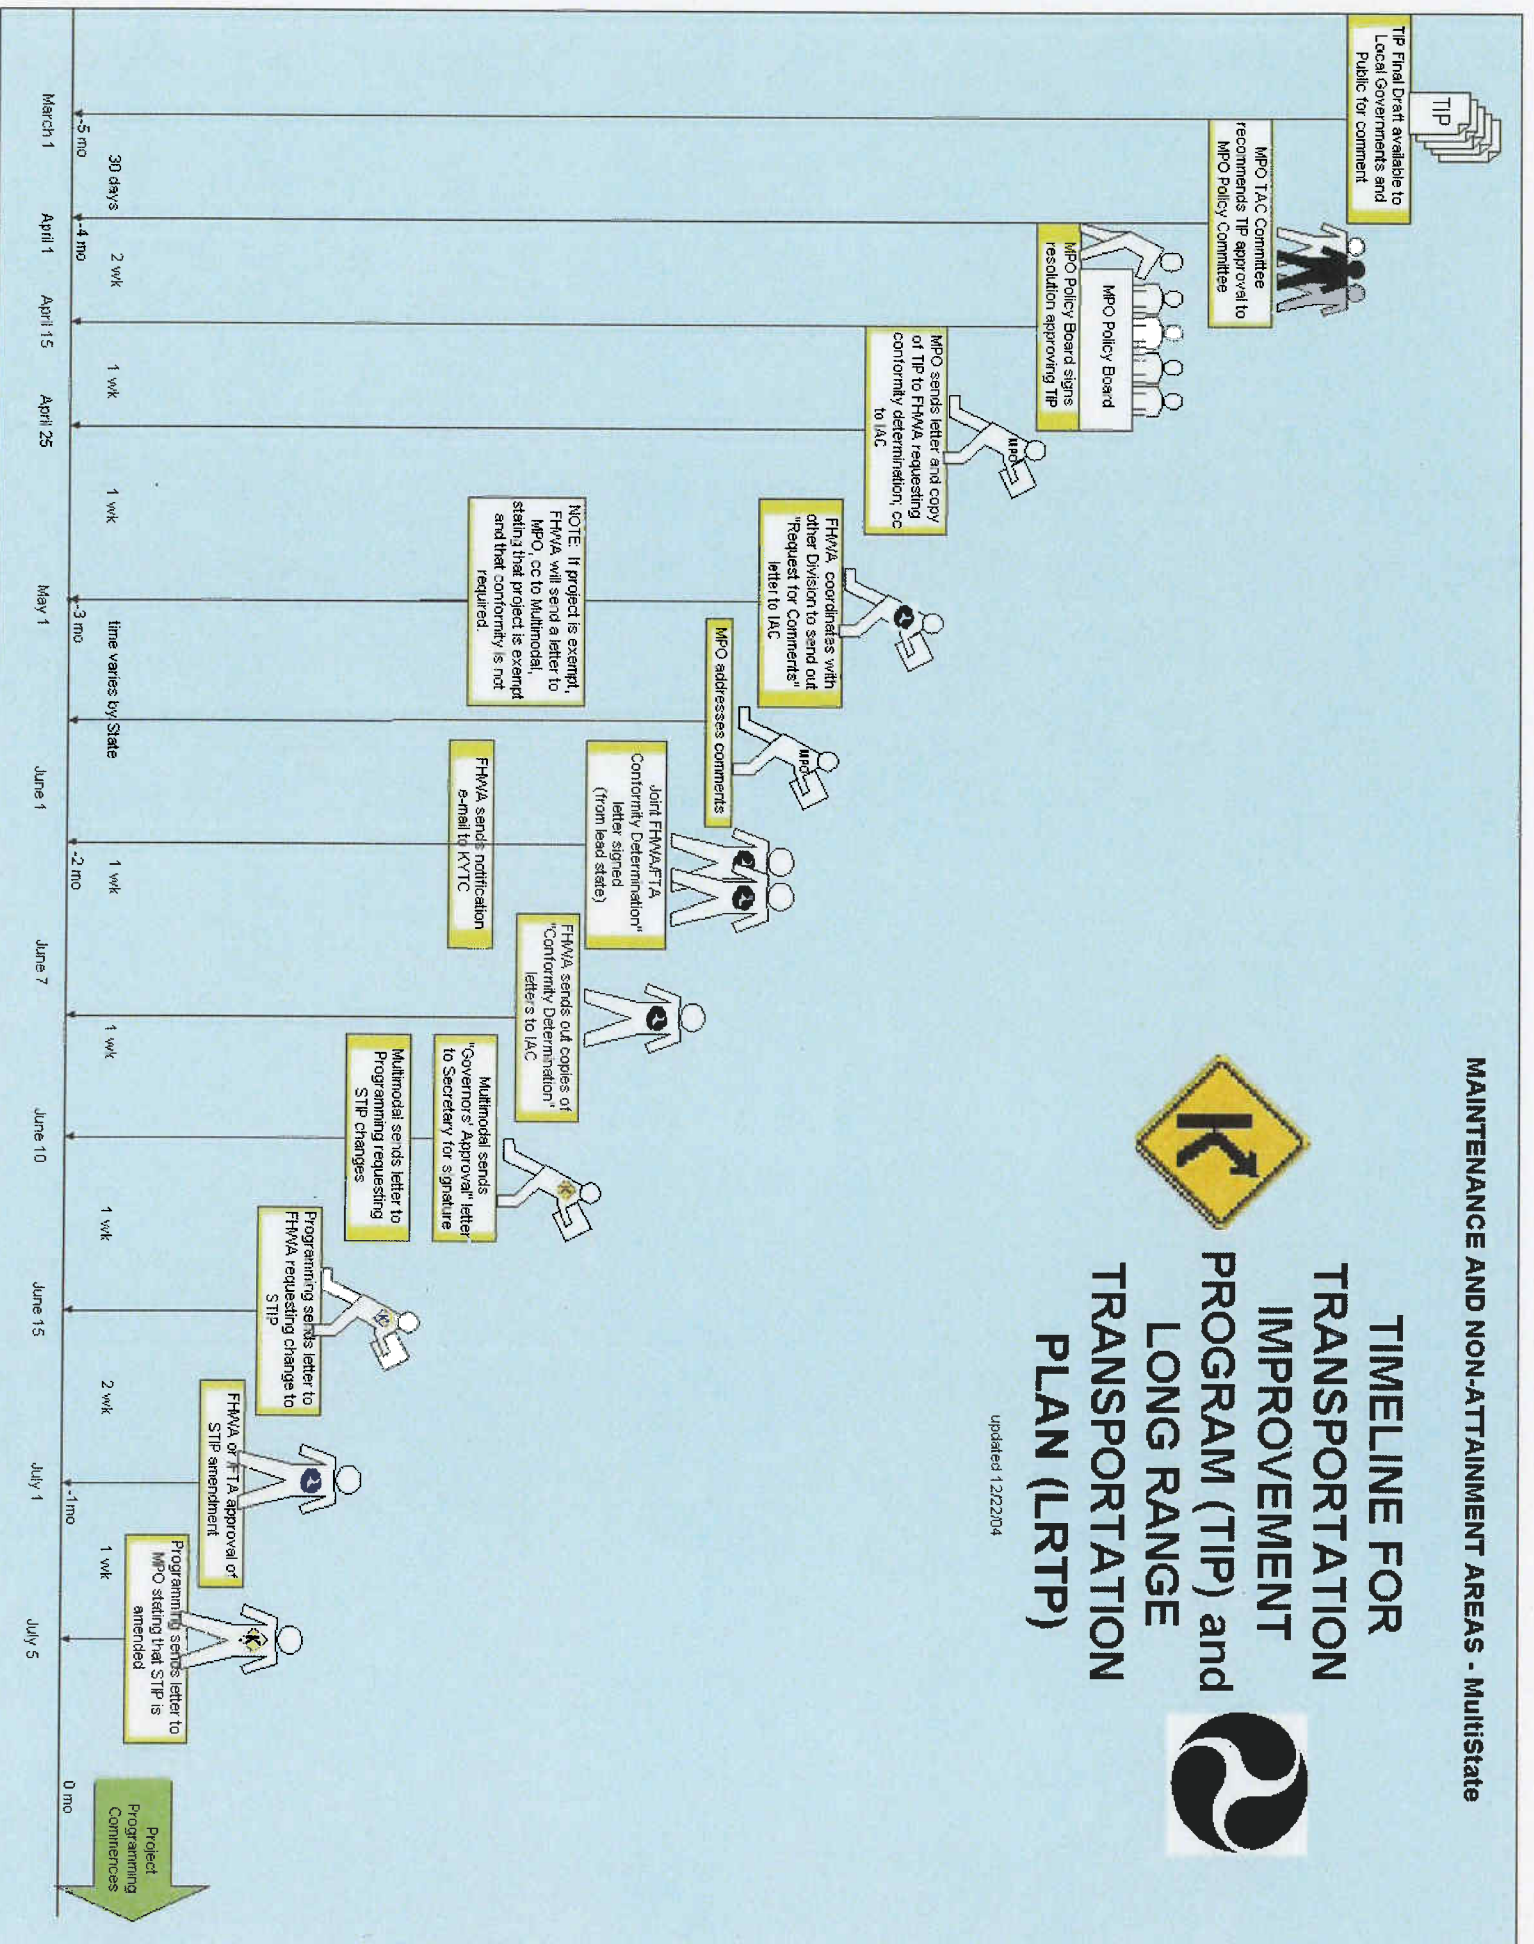 MAINTENANCE AND NON-ATTAINMENT AREAS - MultiState
TIMELINE FOR
TRANSPORTATION
IMPROVEMENT
PROGRAM (TIP) and
LONG RANGE
TRANSPORTATION
PLAN (LRTP)
updated 12/22/04
TIP
TIP Final Draft available to
Local Governments and
Public for comment
MPO TAC Committee
recommends TIP approval to
MPO Policy Committee
MPO Policy Board
MPO Policy Board signs
resolution approving TIP
MPO
MPO sends letter and copy
of TIP to FHWA requesting
conformity determination; cc
to IAC
FHWA coordinates with
other Division to send out
"Request for Comments"
letter to IAC
NOTE: If project is exempt,
FHWA will send a letter to
MPO, cc to Multimodal,
stating that project is exempt
and that conformity is not
required.
MPO
MPO addresses comments
Joint FHWA/FTA
Conformity Determination"
letter signed
(from lead state)
FHWA sends notification
e-mail to KYTC
FHWA sends out copies of
"Conformity Determination"
letters to IAC
Multimodal sends
"Governors' Approval" letter
to Secretary for signature
Multimodal sends letter to
Programming requesting
STIP changes
Programming sends letter to
FHWA requesting change to
STIP
FHWA or FTA approval of
STIP amendment
Programming sends letter to
MPO stating that STIP is
amended
Project
Programming
Commences
30 days
2 wk
1 wk
1 wk
time varies by State
1 wk
1 wk
1 wk
2 wk
1 wk
-5 mo
-4 mo
-3 mo
-2 mo
-1mo
0 mo
March 1
April 1
April 15
April 25
May 1
June 1
June 7
June 10
June 15
July 1
July 5